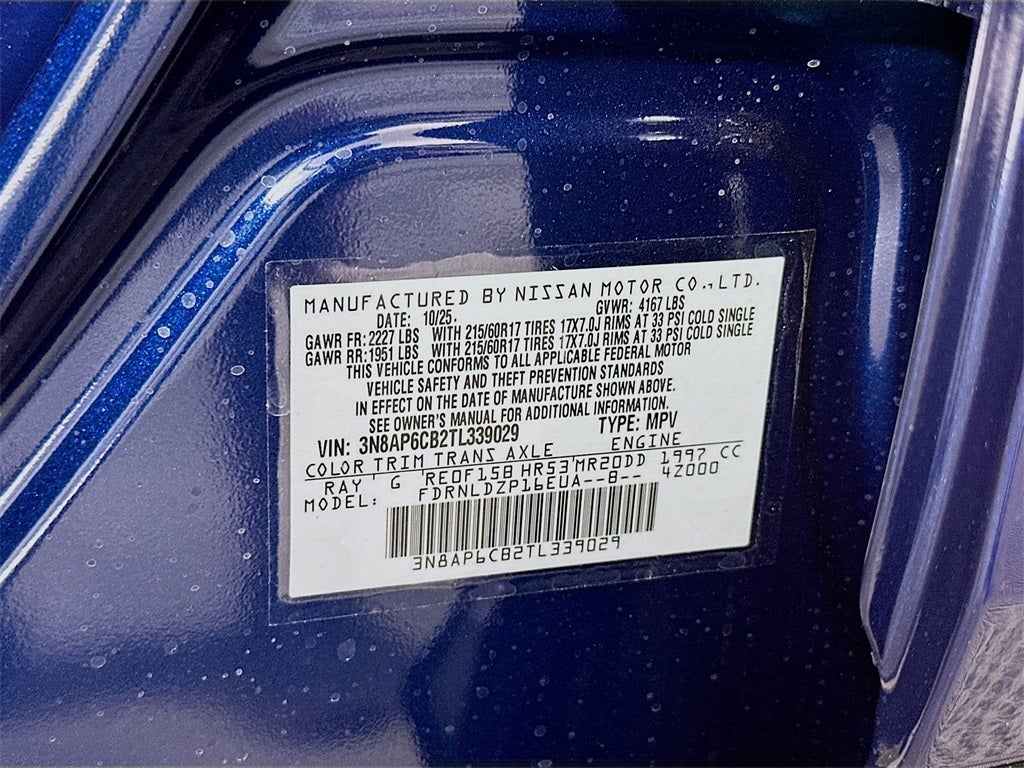 MANUFACTURED BY NISSAN MOTOR CO., LTD.
DATE: 10/25. GVWR: 4167 LBS
GAWR FR: 2227 LBS WITH 215/60R17 TIRES 17X7.0J RIMS AT 33 PSI COLD SINGLE
GAWR RR: 1951 LBS WITH 215/60R17 TIRES 17X7.0J RIMS AT 33 PSI COLD SINGLE
THIS VEHICLE CONFORMS TO ALL APPLICABLE FEDERAL MOTOR
VEHICLE SAFETY AND THEFT PREVENTION STANDARDS
IN EFFECT ON THE DATE OF MANUFACTURE SHOWN ABOVE.
SEE OWNER'S MANUAL FOR ADDITIONAL INFORMATION.
VIN: 3N8AP6CB2TL339029 TYPE: MPV
COLOR TRIM TRANS AXLE ENGINE
RAY' G' RE0F15B HR53'MR20DD 1997 CC
MODEL: FDRNLDZP16EUA--B-- 4Z000
3N8AP6CB2TL339029